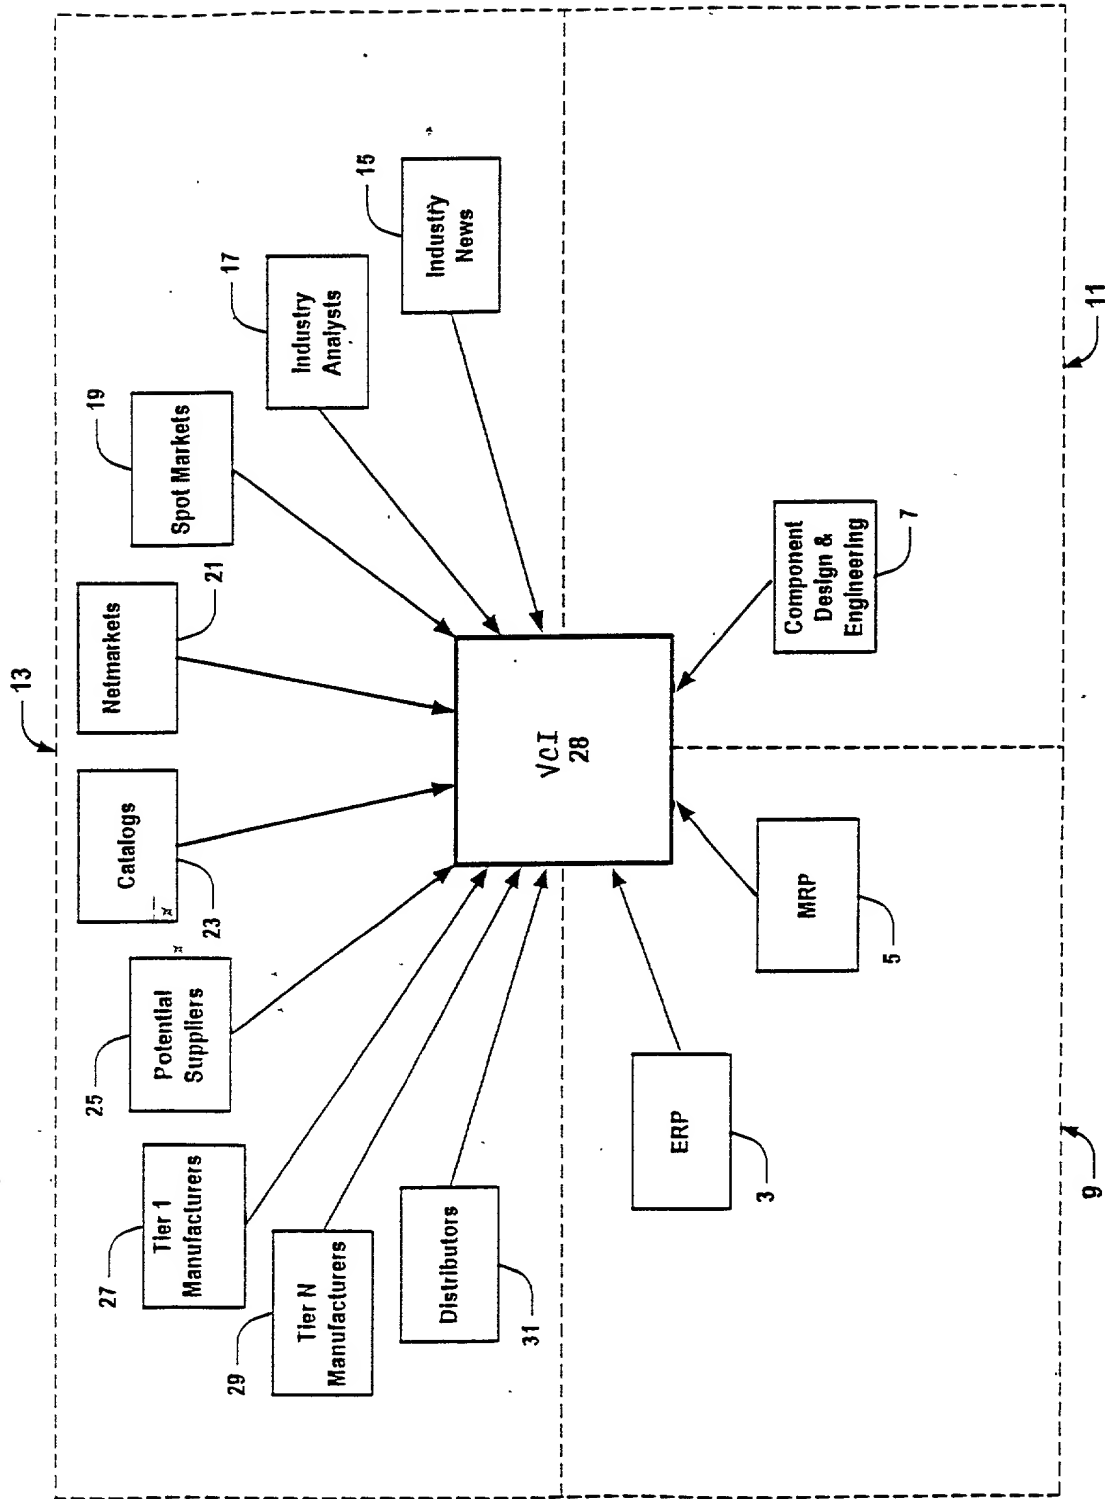 13
19
Spot Markets
17
Industry
Analysts
15
Industry
News
Netmarkets
21
Catalogs
23
25
Potential
Suppliers
27
Tier 1
Manufacturers
29
Tier N
Manufacturers
Distributors
31
VCI
28
ERP
3
MRP
5
Component
Design &
Engineering
7
9
11